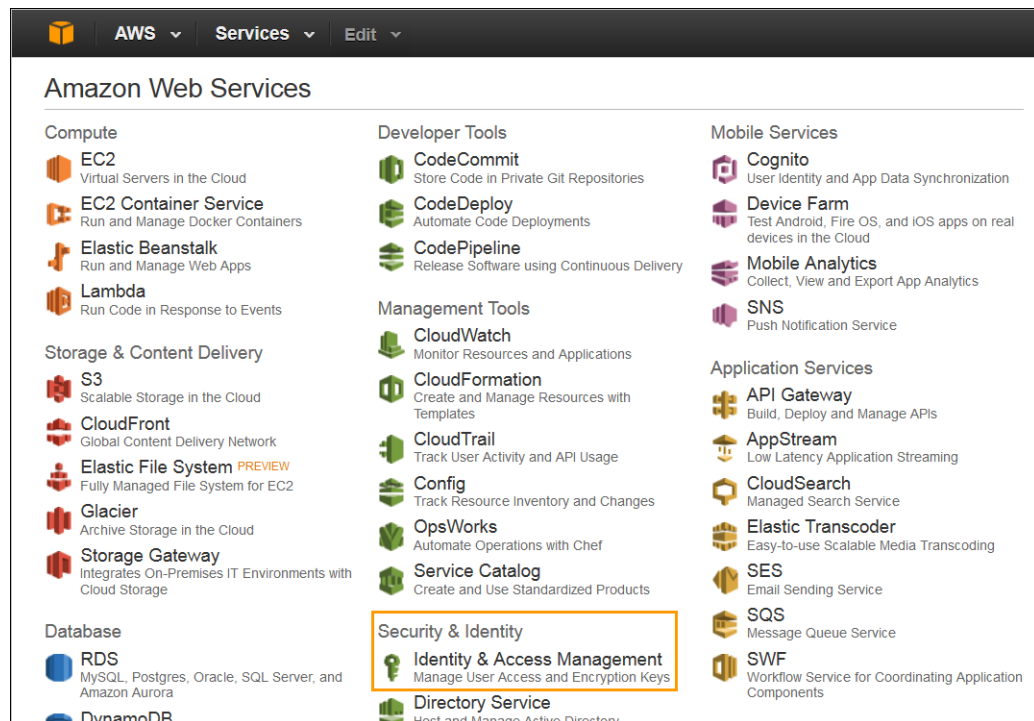 AWS Services Edit
Amazon Web Services
Compute
EC2
Virtual Servers in the Cloud
EC2 Container Service
Run and Manage Docker Containers
Elastic Beanstalk
Run and Manage Web Apps
Lambda
Run Code in Response to Events
Storage & Content Delivery
S3
Scalable Storage in the Cloud
CloudFront
Global Content Delivery Network
Elastic File System PREVIEW
Fully Managed File System for EC2
Glacier
Archive Storage in the Cloud
Storage Gateway
Integrates On-Premises IT Environments with
Cloud Storage
Database
RDS
MySQL, Postgres, Oracle, SQL Server, and
Amazon Aurora
DynamoDB
Developer Tools
CodeCommit
Store Code in Private Git Repositories
CodeDeploy
Automate Code Deployments
CodePipeline
Release Software using Continuous Delivery
Management Tools
CloudWatch
Monitor Resources and Applications
CloudFormation
Create and Manage Resources with
Templates
CloudTrail
Track User Activity and API Usage
Config
Track Resource Inventory and Changes
OpsWorks
Automate Operations with Chef
Service Catalog
Create and Use Standardized Products
Security & Identity
Identity & Access Management
Manage User Access and Encryption Keys
Directory Service
Host and Manage Active Directory
Mobile Services
Cognito
User Identity and App Data Synchronization
Device Farm
Test Android, Fire OS, and iOS apps on real
devices in the Cloud
Mobile Analytics
Collect, View and Export App Analytics
SNS
Push Notification Service
Application Services
API Gateway
Build, Deploy and Manage APIs
AppStream
Low Latency Application Streaming
CloudSearch
Managed Search Service
Elastic Transcoder
Easy-to-use Scalable Media Transcoding
SES
Email Sending Service
SQS
Message Queue Service
SWF
Workflow Service for Coordinating Application
Components